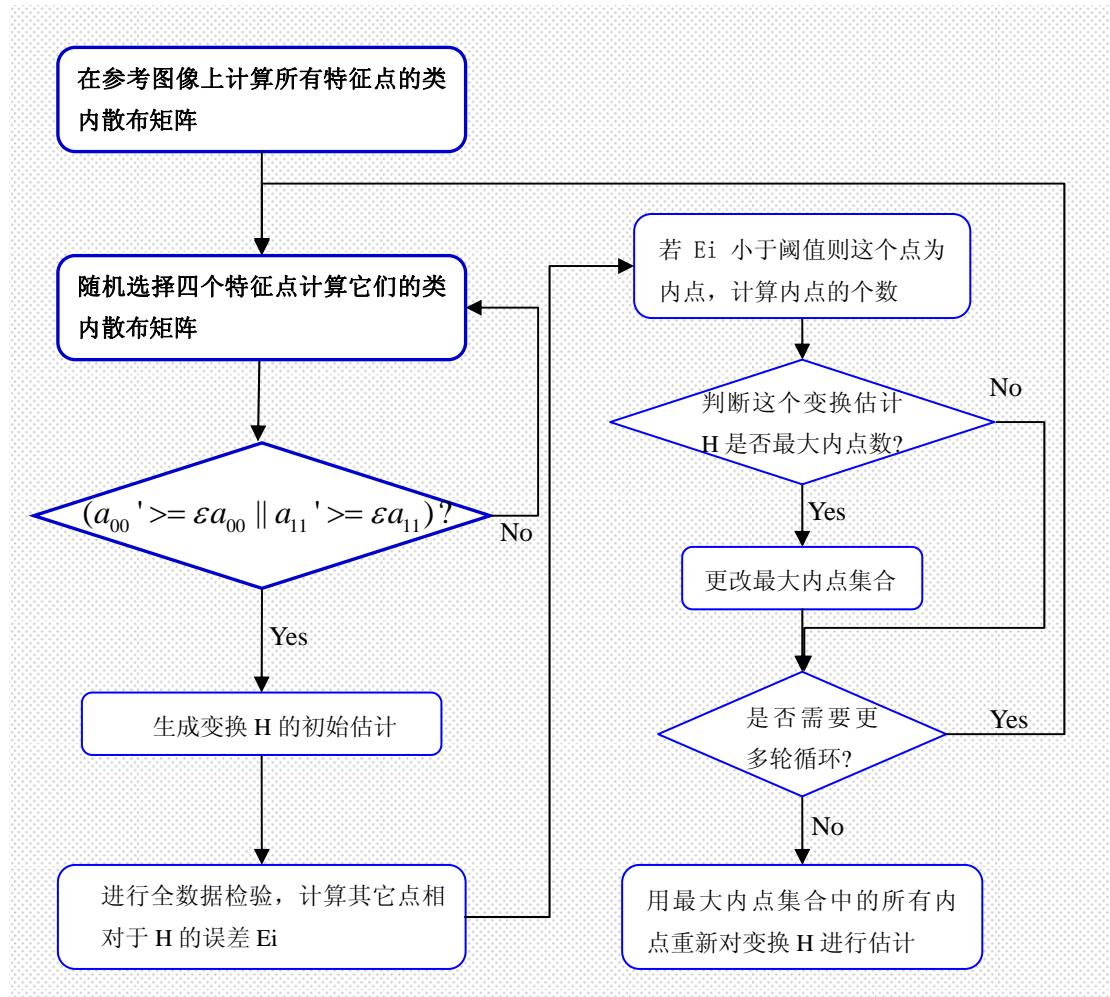 在参考图像上计算所有特征点的类
内散布矩阵
随机选择四个特征点计算它们的类
内散布矩阵
(a₀₀' >= εa₀₀ || a₁₁' >= εa₁₁)?
No
Yes
生成变换 H 的初始估计
进行全数据检验，计算其它点相
对于 H 的误差 Ei
若 Ei 小于阈值则这个点为
内点，计算内点的个数
判断这个变换估计
H 是否最大内点数?
No
Yes
更改最大内点集合
是否需要更
多轮循环?
Yes
No
用最大内点集合中的所有内
点重新对变换 H 进行估计